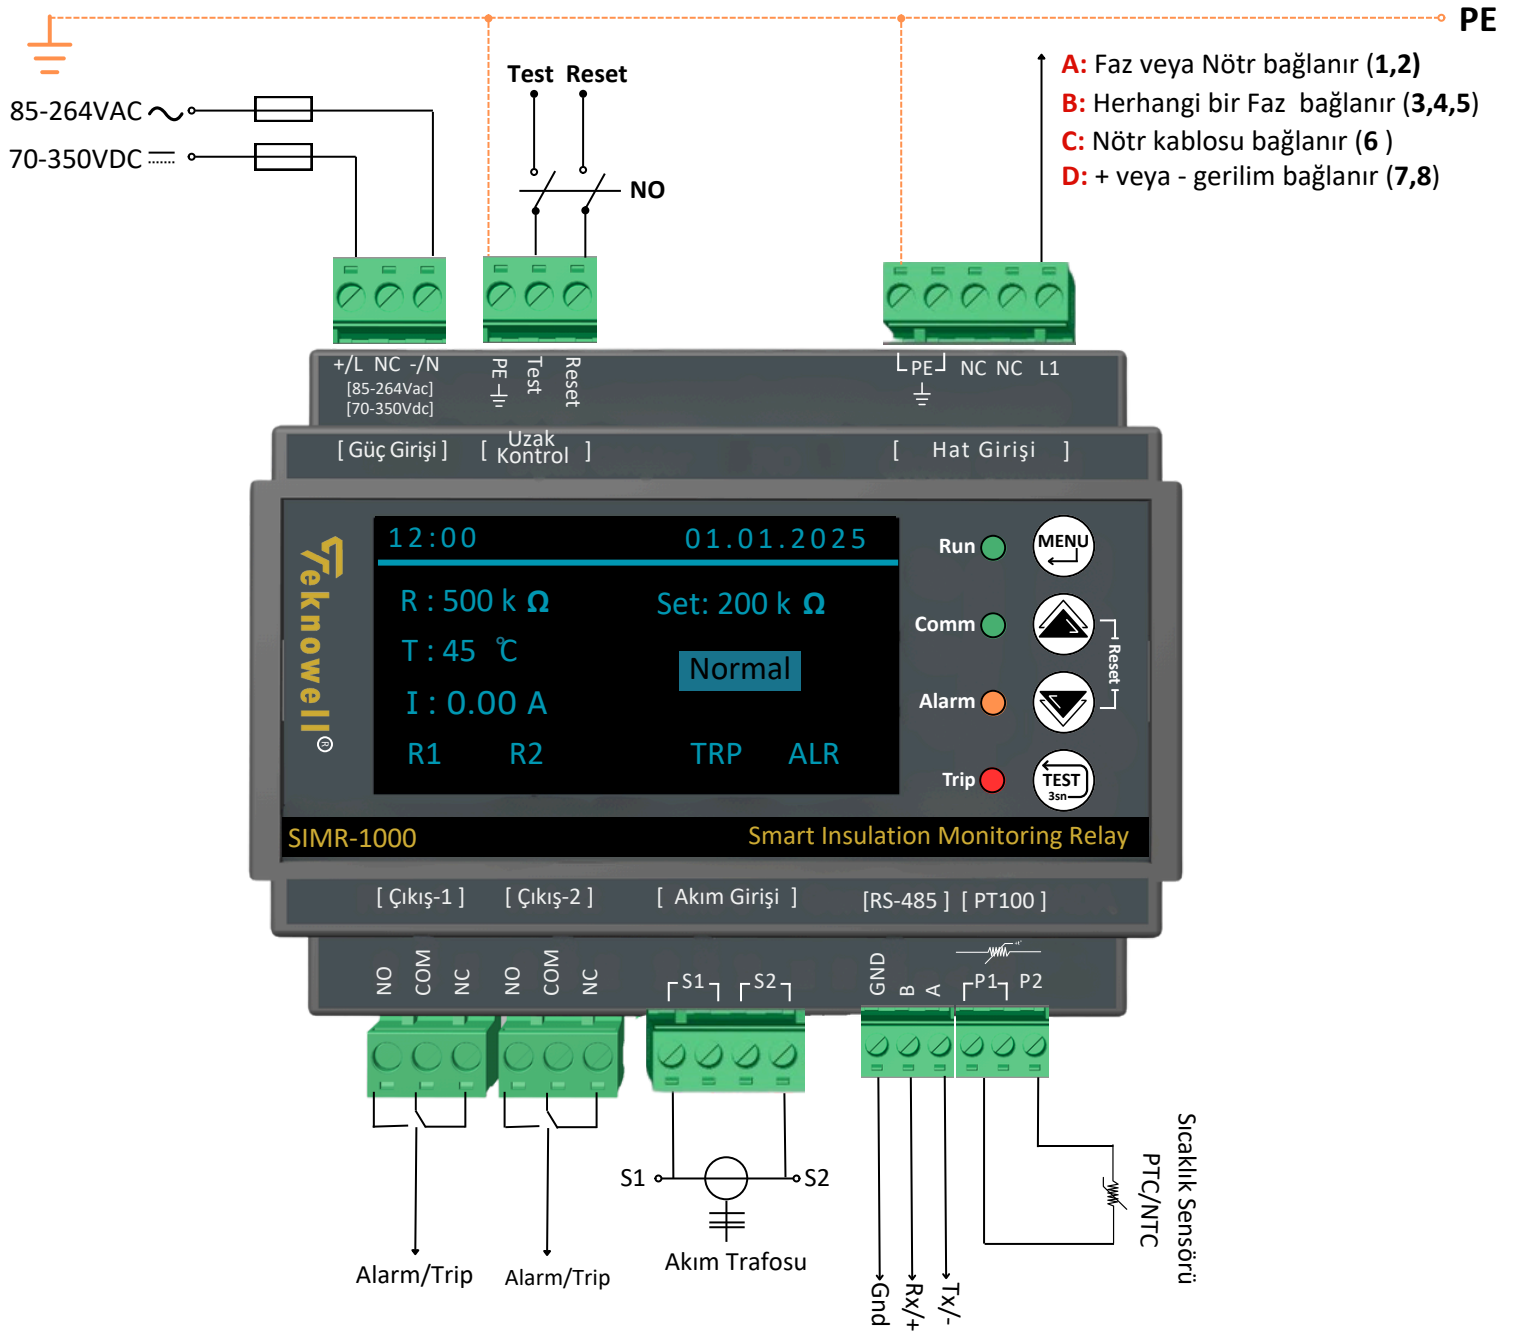 PE
A: Faz veya Nötr bağlanır (1,2)
B: Herhangi bir Faz bağlanır (3,4,5)
C: Nötr kablosu bağlanır (6 )
D: + veya - gerilim bağlanır (7,8)
Test Reset
85-264VAC
70-350VDC
NO
+/L NC -/N
[85-264Vac]
[70-350Vdc]
PE
Test
Reset
PE NC NC L1
[ Güç Girişi ]
[ Uzak Kontrol ]
[ Hat Girişi ]
12:00 01.01.2025
R : 500 k Ω Set: 200 k Ω
T : 45 ℃
Normal
I : 0.00 A
R1 R2 TRP ALR
Teknowell®
Run
MENU
Comm
Reset
Alarm
Trip
TEST
3sn
SIMR-1000 Smart Insulation Monitoring Relay
[ Çıkış-1 ] [ Çıkış-2 ] [ Akım Girişi ] [RS-485 ] [ PT100 ]
NO
COM
NC
NO
COM
NC
S1 S2
GND
B
A
P1 P2
S1 S2
Akım Trafosu
Alarm/Trip
Alarm/Trip
Gnd
Rx/+
Tx/-
PTC/NTC
Sıcaklık Sensörü